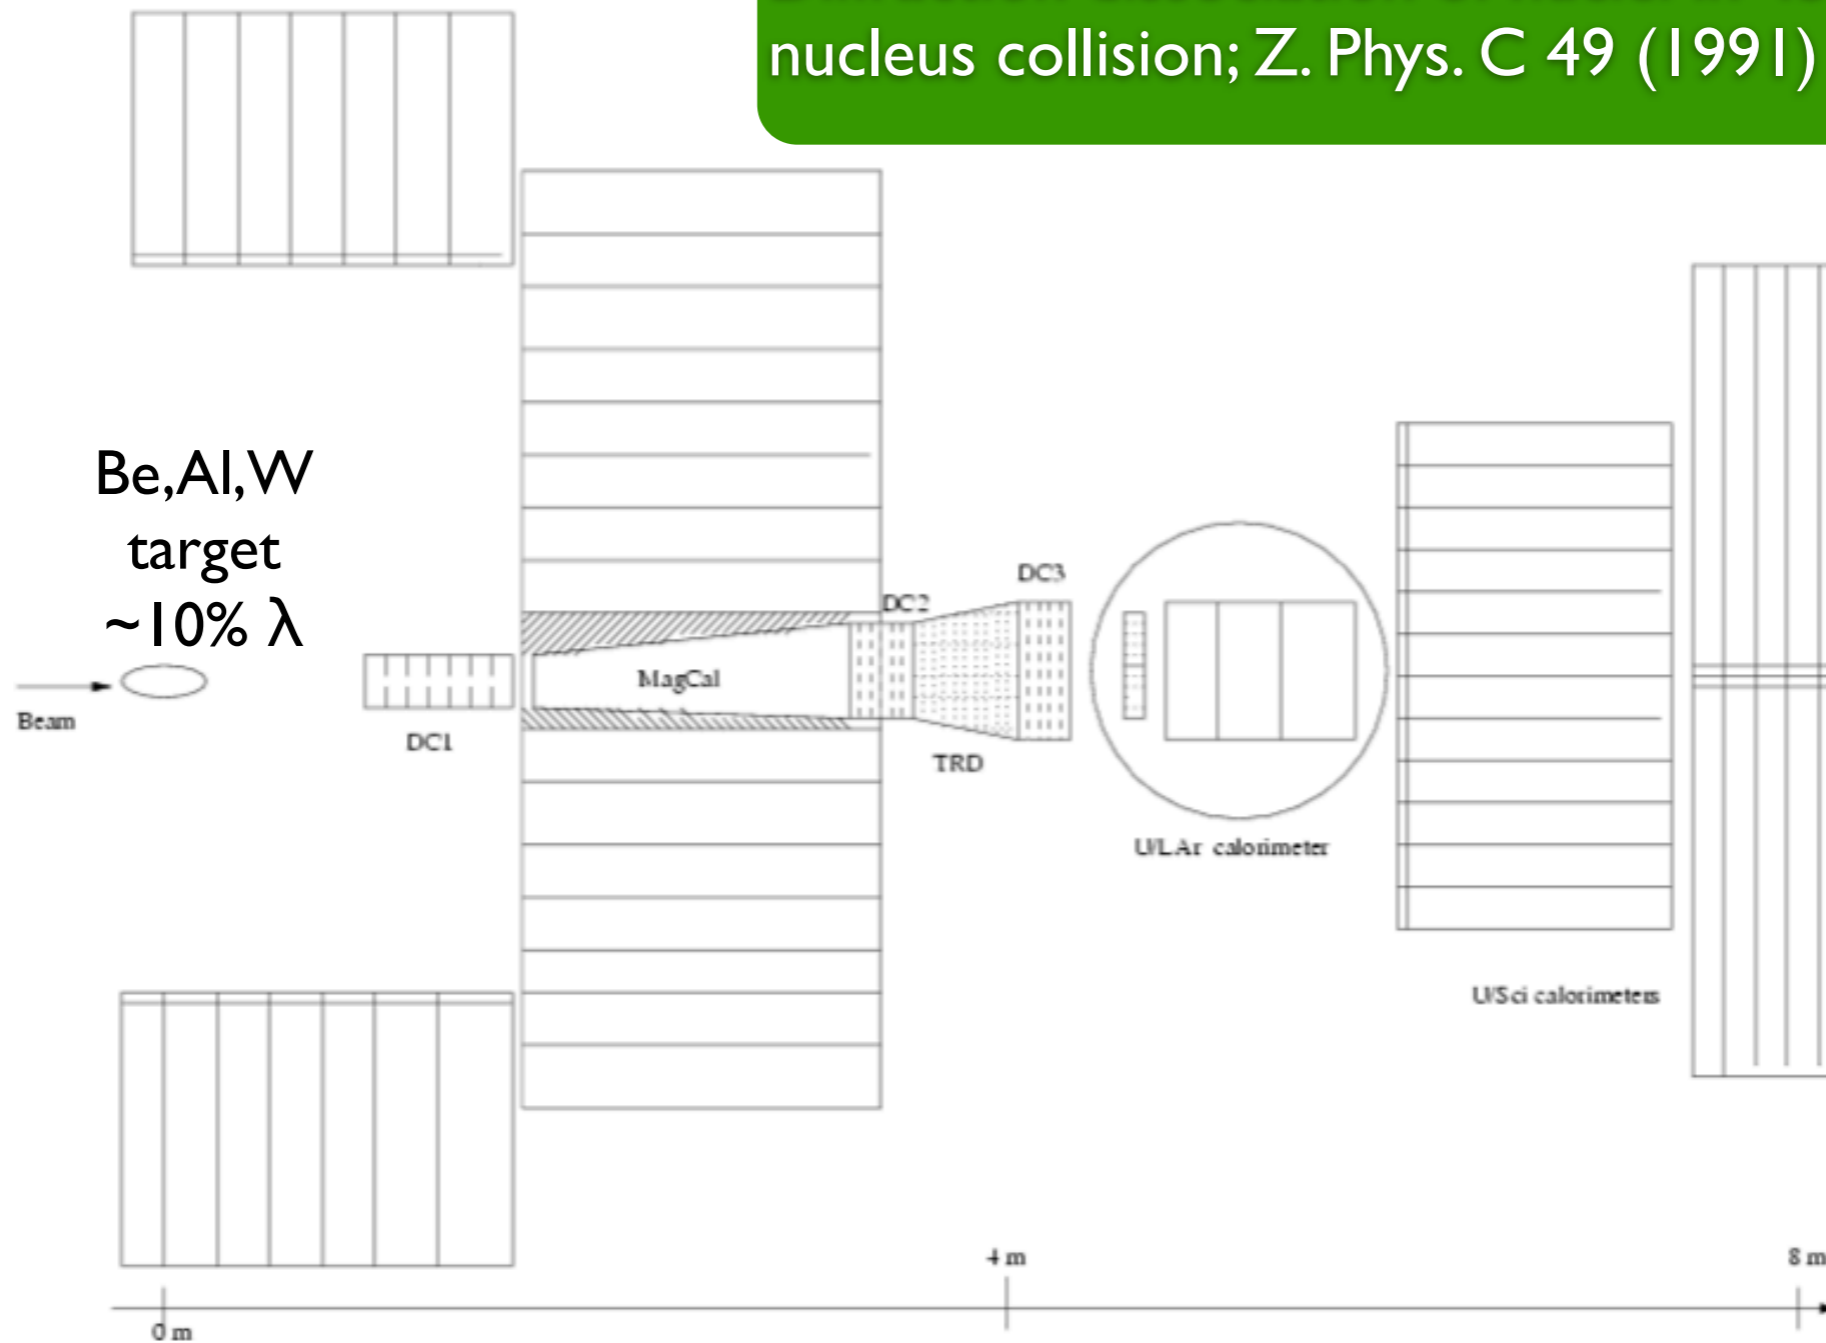 nucleus collision; Z. Phys. C 49 (1991)
Be,Al,W
target
~10% λ
DC3
DC2
MagCal
Beam
DC1
TRD
U/LAr calorimeter
U/Sci calorimeters
4 m
8 m
0 m